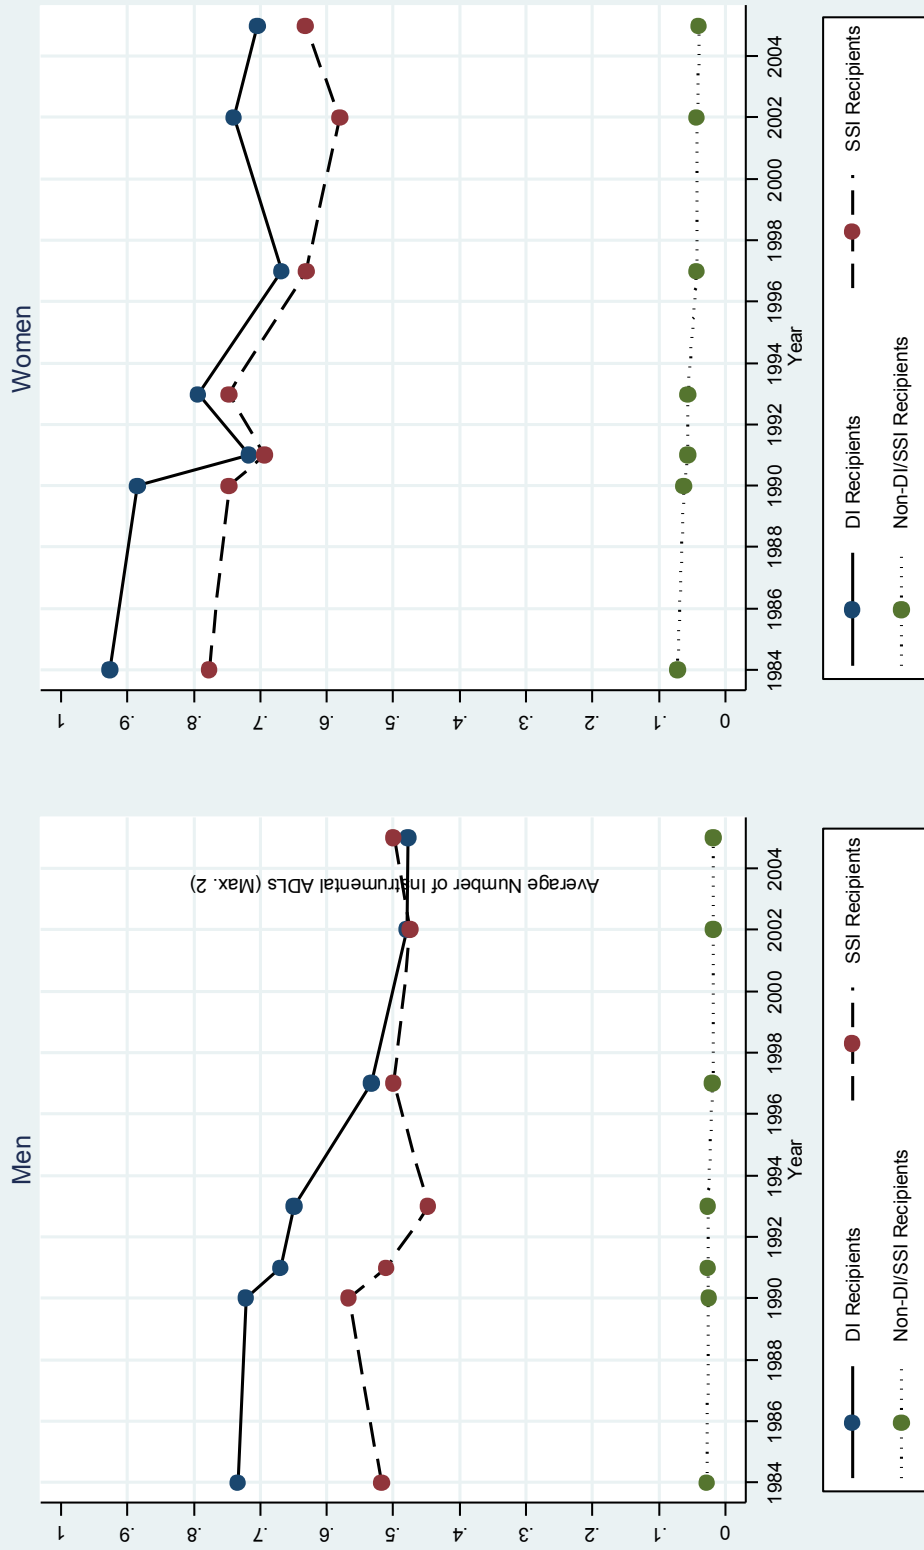 Men
Average Number of Instrumental ADLs (Max. 2)
1
.9
.8
.7
.6
.5
.4
.3
.2
.1
0
1984 1986 1988 1990 1992 1994 1996 1998 2000 2002 2004
Year
DI Recipients SSI Recipients
Non-DI/SSI Recipients
Women
1
.9
.8
.7
.6
.5
.4
.3
.2
.1
0
1984 1986 1988 1990 1992 1994 1996 1998 2000 2002 2004
Year
DI Recipients SSI Recipients
Non-DI/SSI Recipients